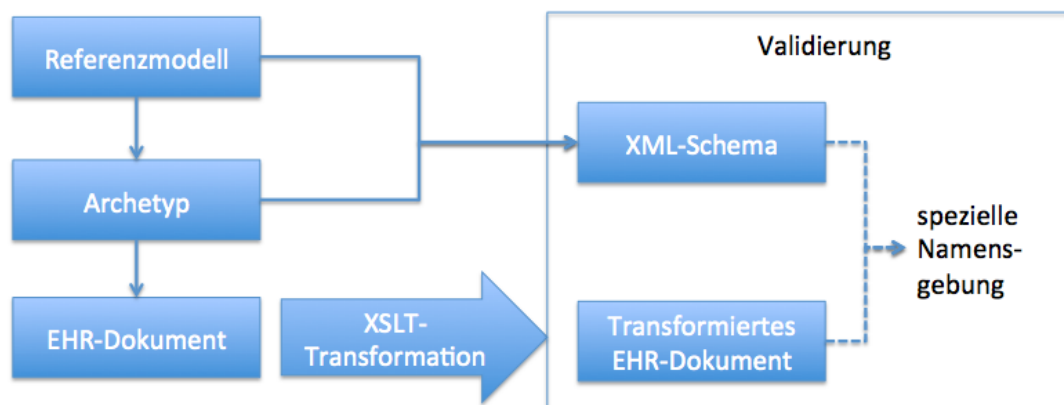 Referenzmodell
Archetyp
EHR-Dokument
XSLT-
Transformation
Validierung
XML-Schema
Transformiertes
EHR-Dokument
spezielle
Namens-
gebung